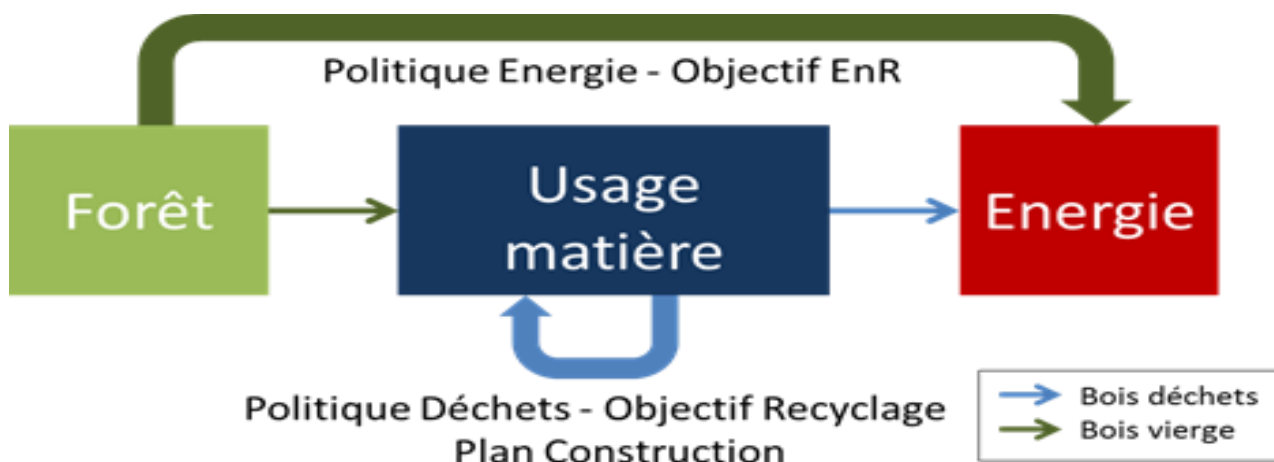 Politique Energie - Objectif EnR
Forêt
Usage
matière
Energie
Politique Déchets - Objectif Recyclage
Plan Construction
Bois déchets
Bois vierge